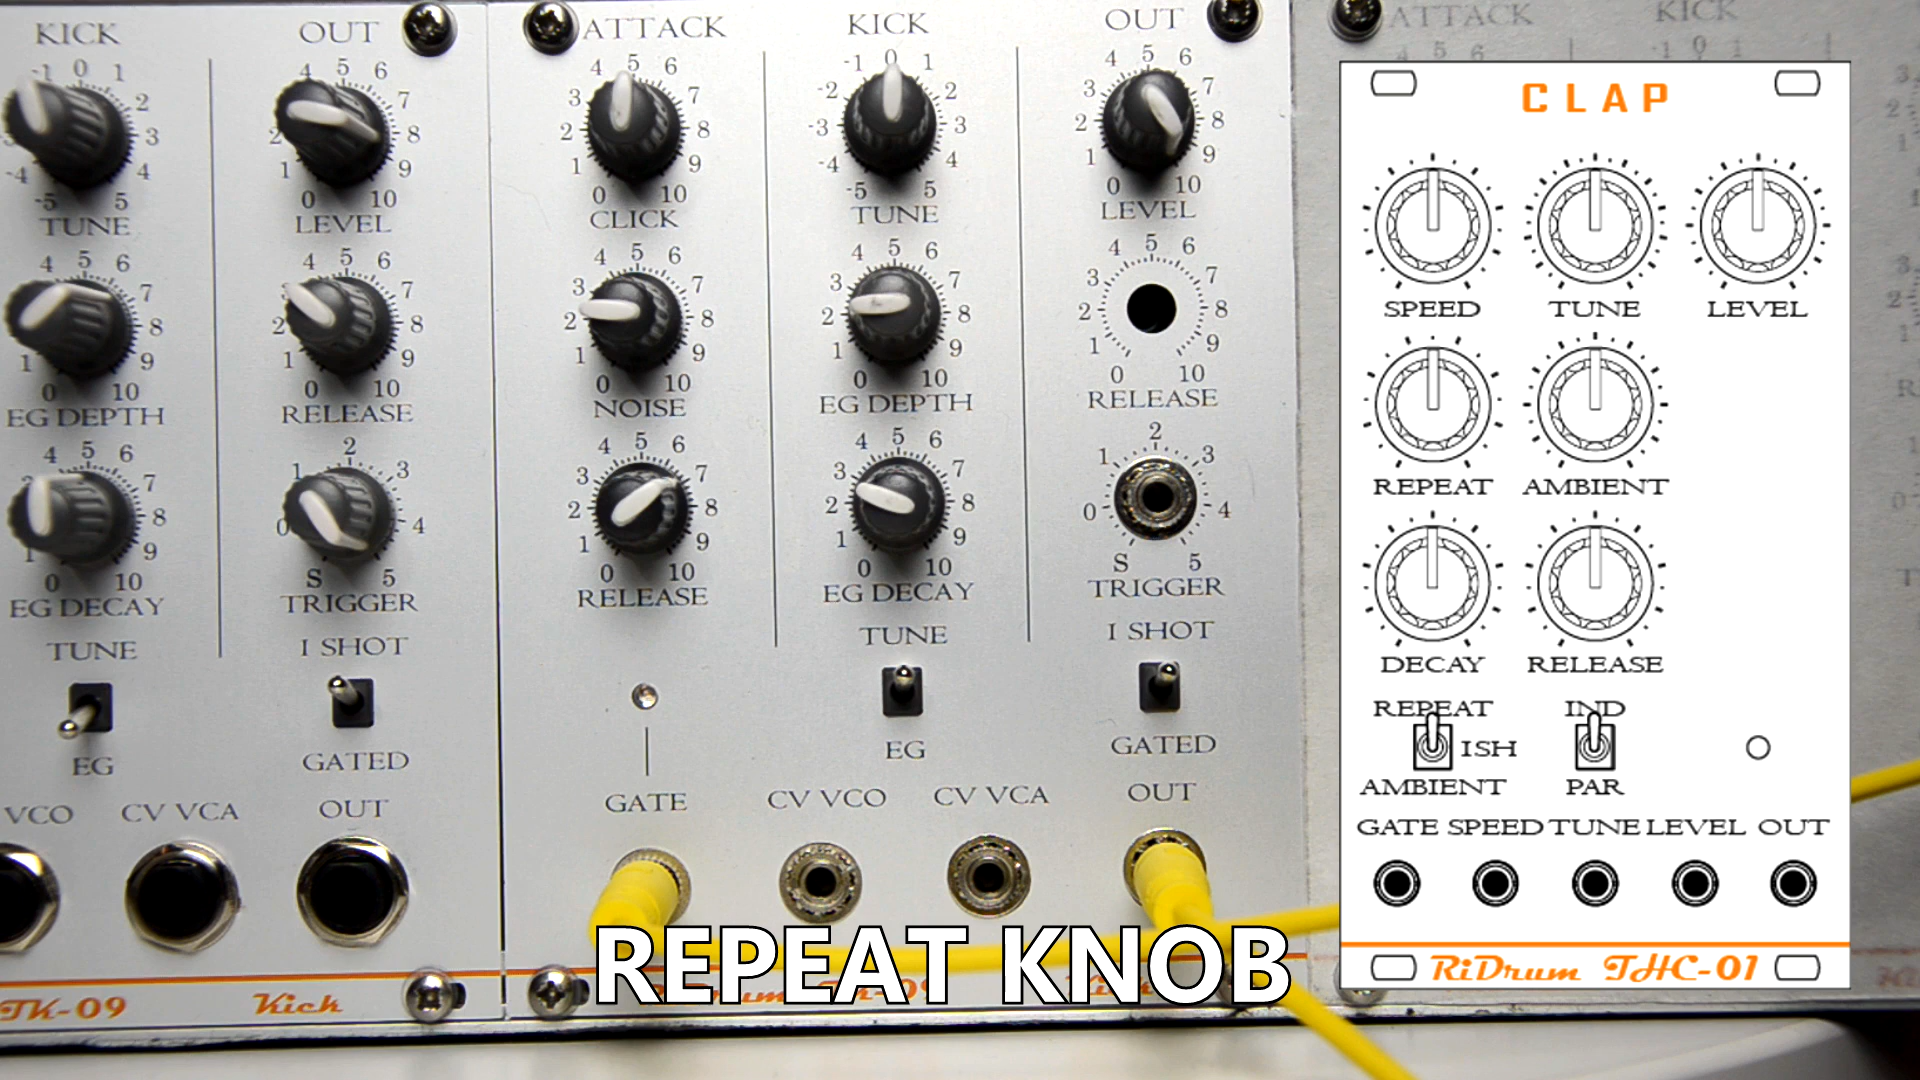 KICK
OUT
-1 0 1
2
3
-4
4
-5 5
TUNE
4 5 6
7
8
2
9
1
0 10
LEVEL
4 5 6
7
8
1
9
0 10
EG DEPTH
4 5 6
7
2
8
1
9
0 10
RELEASE
4 5 6
7
8
1
9
0 10
EG DECAY
2
1 3
0 4
S 5
TRIGGER
TUNE
EG
I SHOT
GATED
VCO
CV VCA
OUT
TK-09
Kick
ATTACK
KICK
OUT
4 5 6
3 7
2 8
1 9
0 10
CLICK
-1 0 1
-2 2
-3 3
-4 4
-5 5
TUNE
4 5 6
3 7
2 8
1 9
0 10
LEVEL
4 5 6
3 7
2 8
1 9
0 10
NOISE
4 5 6
3 7
2 8
1 9
0 10
EG DEPTH
4 5 6
3 7
2 8
1 9
0 10
RELEASE
4 5 6
3 7
2 8
1 9
0 10
RELEASE
4 5 6
3 7
2 8
1 9
0 10
EG DECAY
2
1 3
0 4
S 5
TRIGGER
TUNE
EG
I SHOT
GATED
GATE
CV VCO
CV VCA
OUT
ATTACK
KICK
4 5 6
-1 0 1
CLAP
SPEED TUNE LEVEL
REPEAT AMBIENT
DECAY RELEASE
REPEAT IND
ISH
AMBIENT PAR
GATE SPEED TUNE LEVEL OUT
RiDrum THC-01
REPEAT KNOB